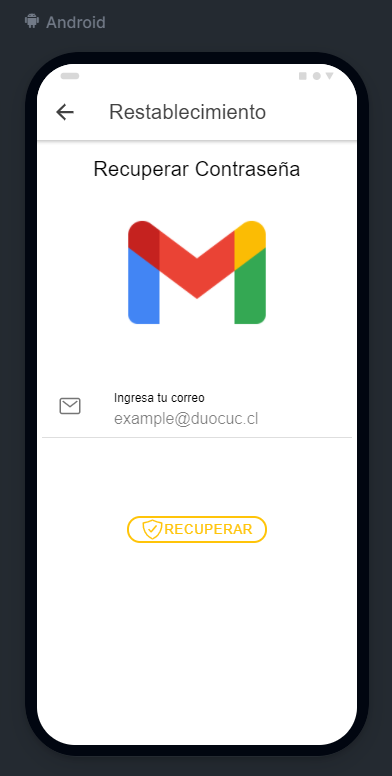 Android
Restablecimiento
Recuperar Contraseña
Ingresa tu correo
example@duocuc.cl
RECUPERAR